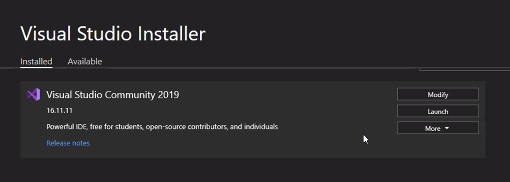 Visual Studio Installer
Installed Available
Visual Studio Community 2019
16.11.11
Powerful IDE, free for students, open-source contributors, and individuals
Release notes
Modify
Launch
More